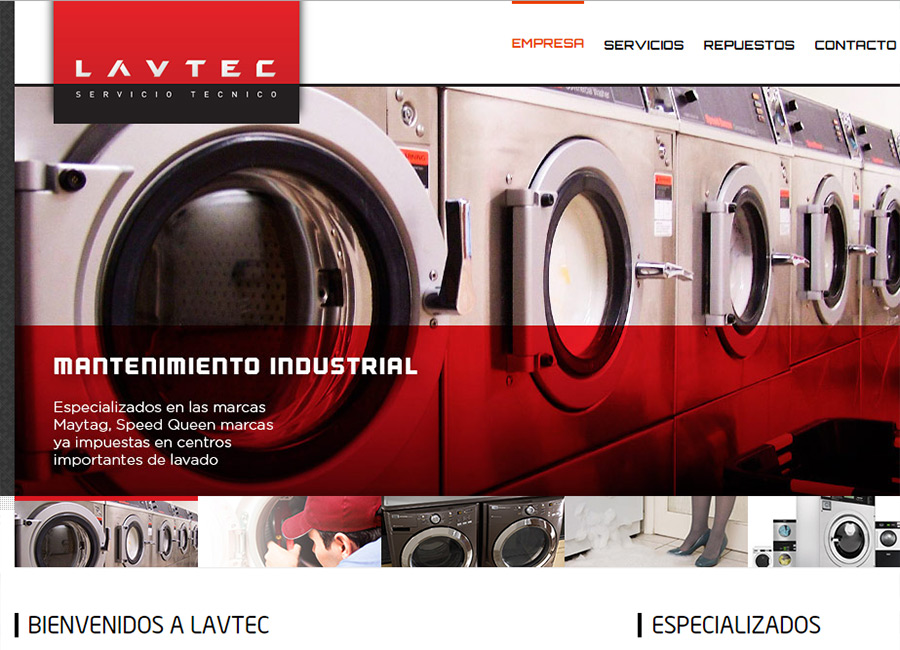 LAVTEC
SERVICIO TECNICO
EMPRESA SERVICIOS REPUESTOS CONTACTO
MANTENIMIENTO INDUSTRIAL
Especializados en las marcas
Maytag, Speed Queen marcas
ya impuestas en centros
importantes de lavado
BIENVENIDOS A LAVTEC
ESPECIALIZADOS